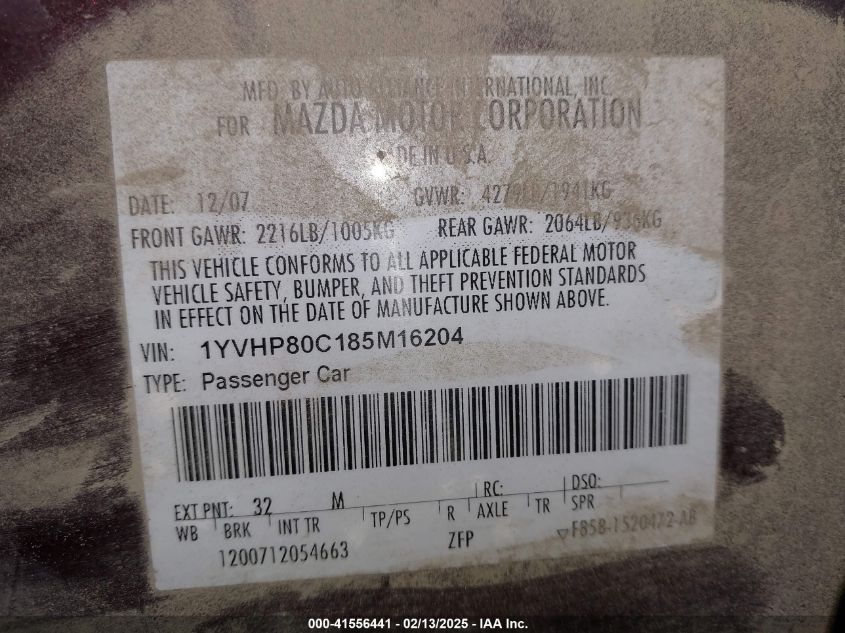 MFD. BY AUTO ALLIANCE INTERNATIONAL, INC.
FOR MAZDA MOTOR CORPORATION
MADE IN U.S.A.
DATE: 12/07 GVWR: 4279LB/1941KG
FRONT GAWR: 2216LB/1005KG REAR GAWR: 2064LB/936KG
THIS VEHICLE CONFORMS TO ALL APPLICABLE FEDERAL MOTOR
VEHICLE SAFETY, BUMPER, AND THEFT PREVENTION STANDARDS
IN EFFECT ON THE DATE OF MANUFACTURE SHOWN ABOVE.
VIN: 1YVHP80C185M16204
TYPE: Passenger Car
EXT PNT: 32 M RC: DSO:
WB BRK INT TR TP/PS R AXLE TR SPR
1200712054663 ZFP F858-1520472-AB
000-41556441 - 02/13/2025 - IAA Inc.